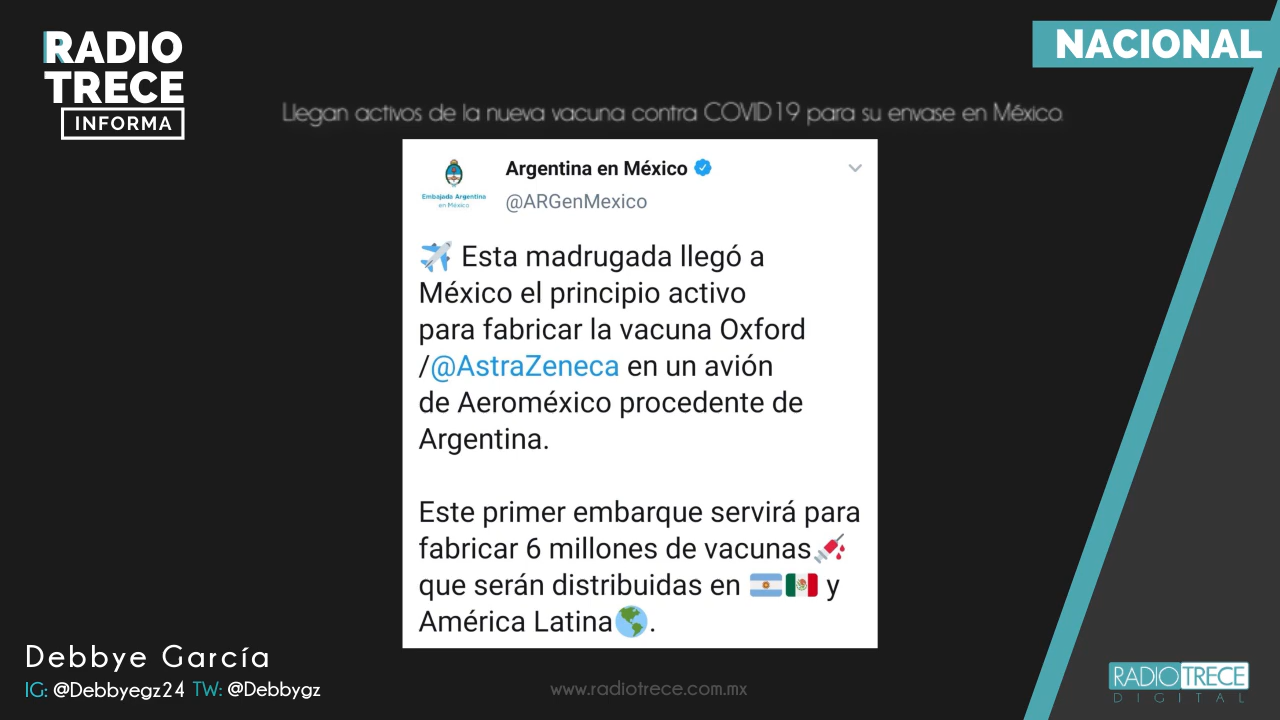 RADIO
TRECE
INFORMA
NACIONAL
Llegan activos de la nueva vacuna contra COVID19 para su envase en México.
Argentina en México
@ARGenMexico
Embajada Argentina
en México
✈️ Esta madrugada llegó a
México el principio activo
para fabricar la vacuna Oxford
/@AstraZeneca en un avión
de Aeroméxico procedente de
Argentina.
Este primer embarque servirá para
fabricar 6 millones de vacunas💉
que serán distribuidas en 🇦🇷🇲🇽 y
América Latina🌎.
Debbye García
IG: @Debbyegz24 TW: @Debbygz
www.radiotrece.com.mx
RADIO TRECE
DIGITAL